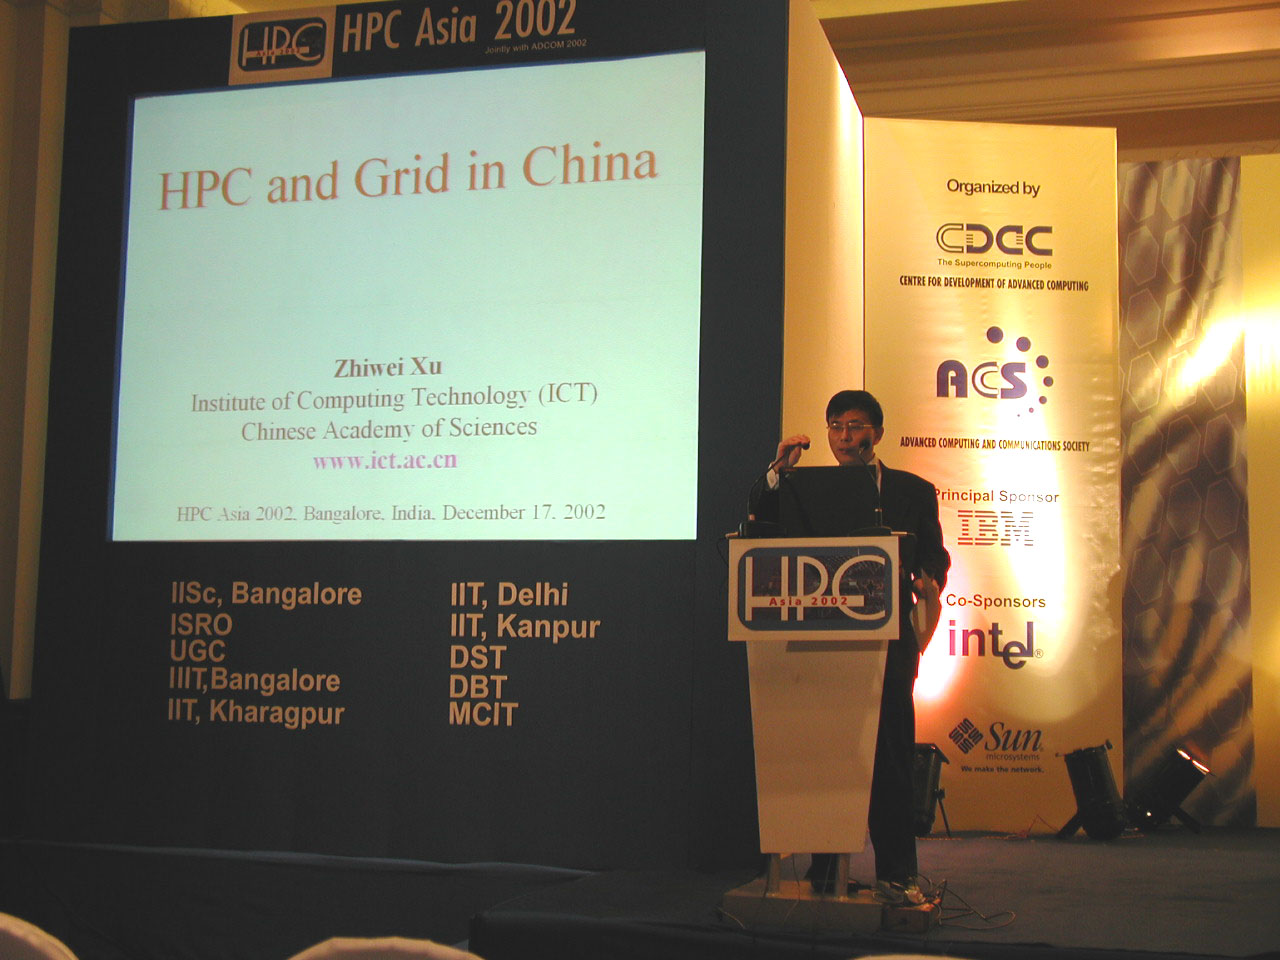 HPC
Asia 2002
HPC Asia 2002
Jointly with ADCOM 2002
HPC and Grid in China
Zhiwei Xu
Institute of Computing Technology (ICT)
Chinese Academy of Sciences
www.ict.ac.cn
HPC Asia 2002, Bangalore, India, December 17, 2002
IISc, Bangalore
ISRO
UGC
IIIT,Bangalore
IIT, Kharagpur
IIT, Delhi
IIT, Kanpur
DST
DBT
MCIT
Organized by
CDAC
The Supercomputing People
CENTRE FOR DEVELOPMENT OF ADVANCED COMPUTING
ACS
ADVANCED COMPUTING AND COMMUNICATIONS SOCIETY
Principal Sponsor
IBM
Co-Sponsors
intel®
Sun
microsystems
We make the network.
HPC
Asia 2002